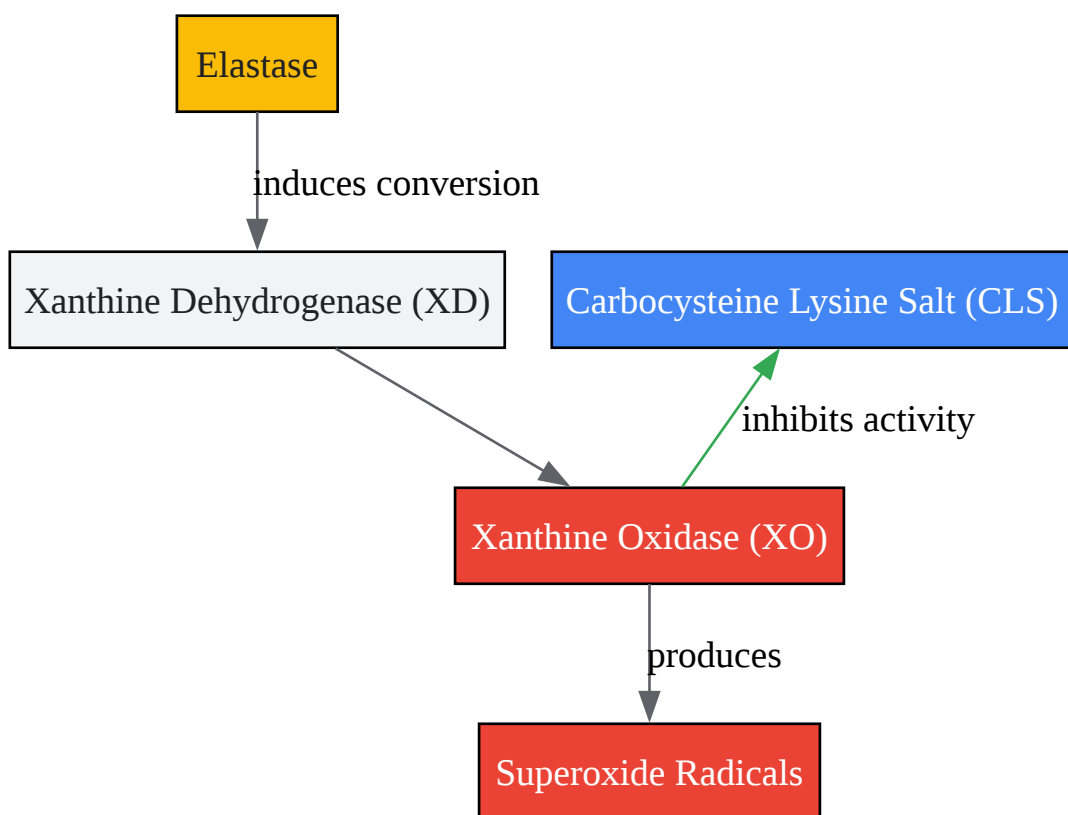 Elastase
induces conversion
Xanthine Dehydrogenase (XD)
Carbocysteine Lysine Salt (CLS)
inhibits activity
Xanthine Oxidase (XO)
produces
Superoxide Radicals